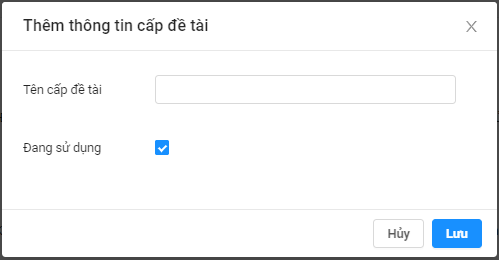 Thêm thông tin cấp đề tài
Tên cấp đề tài
Đang sử dụng
Hủy
Lưu